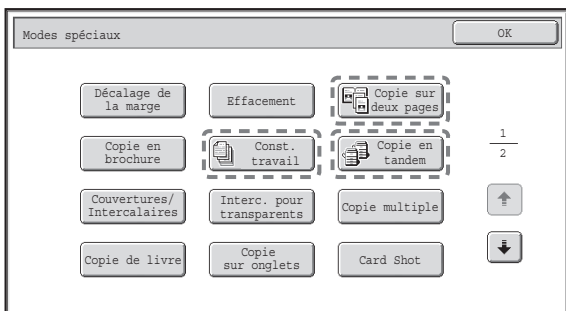 Modes spéciaux
OK
Décalage de
la marge
Effacement
Copie sur
deux pages
Copie en
brochure
Const.
travail
Copie en
tandem
1
2
Couvertures/
Intercalaires
Interc. pour
transparents
Copie multiple
Copie de livre
Copie
sur onglets
Card Shot